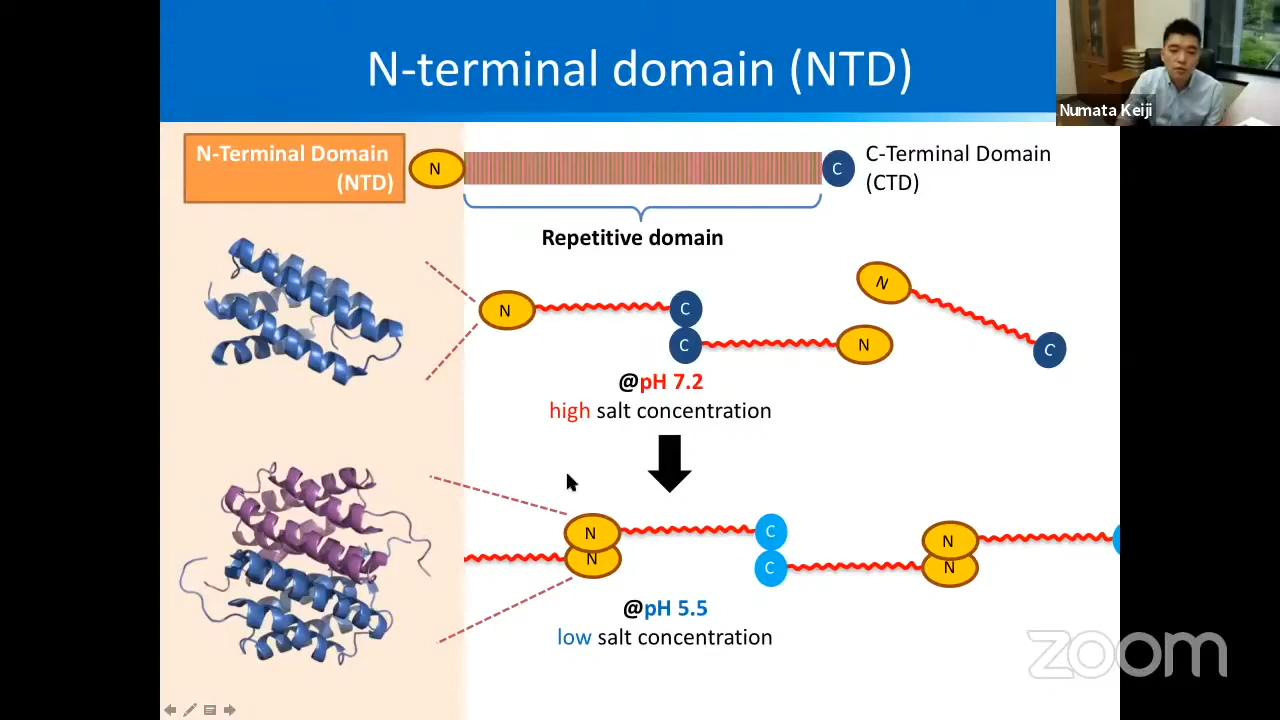 N-terminal domain (NTD)
Numata Keiji
N-Terminal Domain
(NTD)
N
C
C-Terminal Domain
(CTD)
Repetitive domain
N
C
C
N
N
C
@pH 7.2
high salt concentration
N
N
C
C
N
N
@pH 5.5
low salt concentration
zoom